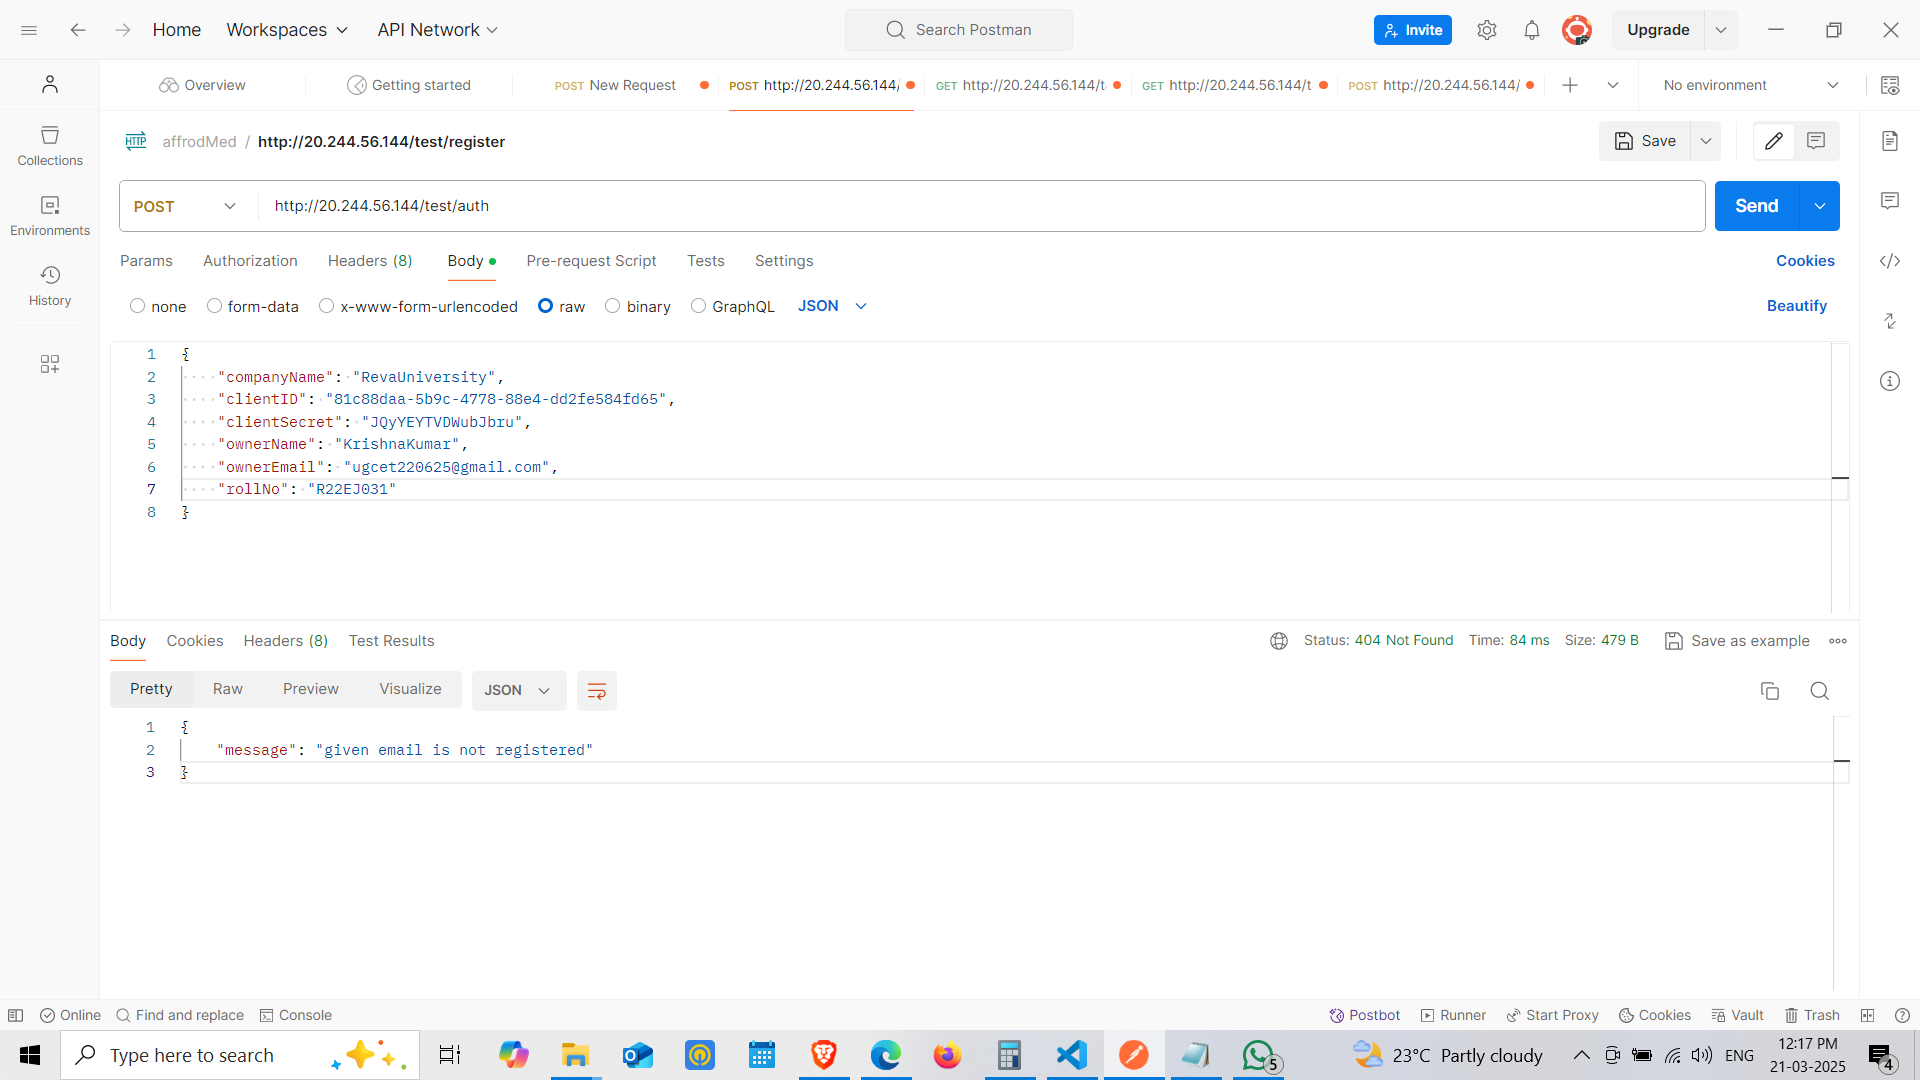 Home Workspaces API Network Search Postman Invite Upgrade
Overview Getting started POST New Request POST http://20.244.56.144/ GET http://20.244.56.144/t GET http://20.244.56.144/t POST http://20.244.56.144/ No environment
HTTP affrodMed / http://20.244.56.144/test/register Save
Collections
POST http://20.244.56.144/test/auth Send
Environments
Params Authorization Headers (8) Body Pre-request Script Tests Settings Cookies
History
none form-data x-www-form-urlencoded raw binary GraphQL JSON Beautify
1 {
2 "companyName": "RevaUniversity",
3 "clientID": "81c88daa-5b9c-4778-88e4-dd2fe584fd65",
4 "clientSecret": "JQyYEYTVDWubJbru",
5 "ownerName": "KrishnaKumar",
6 "ownerEmail": "ugcet220625@gmail.com",
7 "rollNo": "R22EJ031"
8 }
Body Cookies Headers (8) Test Results Status: 404 Not Found Time: 84 ms Size: 479 B Save as example
Pretty Raw Preview Visualize JSON
1 {
2 "message": "given email is not registered"
3 }
Online Find and replace Console Postbot Runner Start Proxy Cookies Vault Trash
Type here to search 5 23°C Partly cloudy ENG 12:17 PM 21-03-2025 4